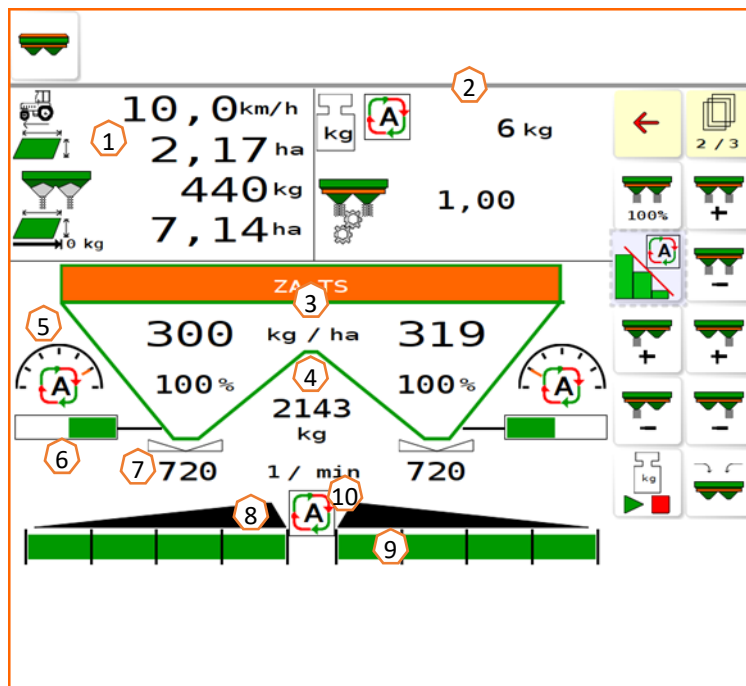 10,0km/h
2,17 ha
440kg
7,14ha
0 kg
1
2
kg
A
6 kg
1,00
2 / 3
100%
+
A
-
+
+
-
-
kg
ZA-TS
3
300 kg / ha 319
100% 4 100%
2143
kg
5
A
A
6
7
720 1 / min 720
10
A
8
9